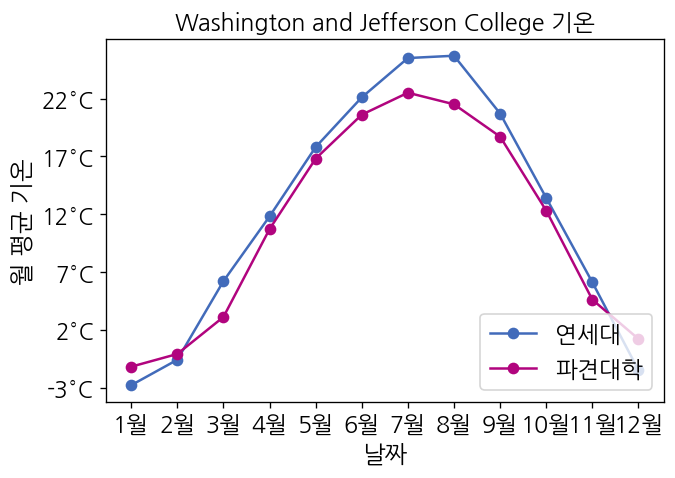 Washington and Jefferson College 기온
월 평균 기온
22°C
17°C
12°C
7°C
2°C
-3°C
연세대
파견대학
1월 2월 3월 4월 5월 6월 7월 8월 9월 10월 11월 12월
날짜